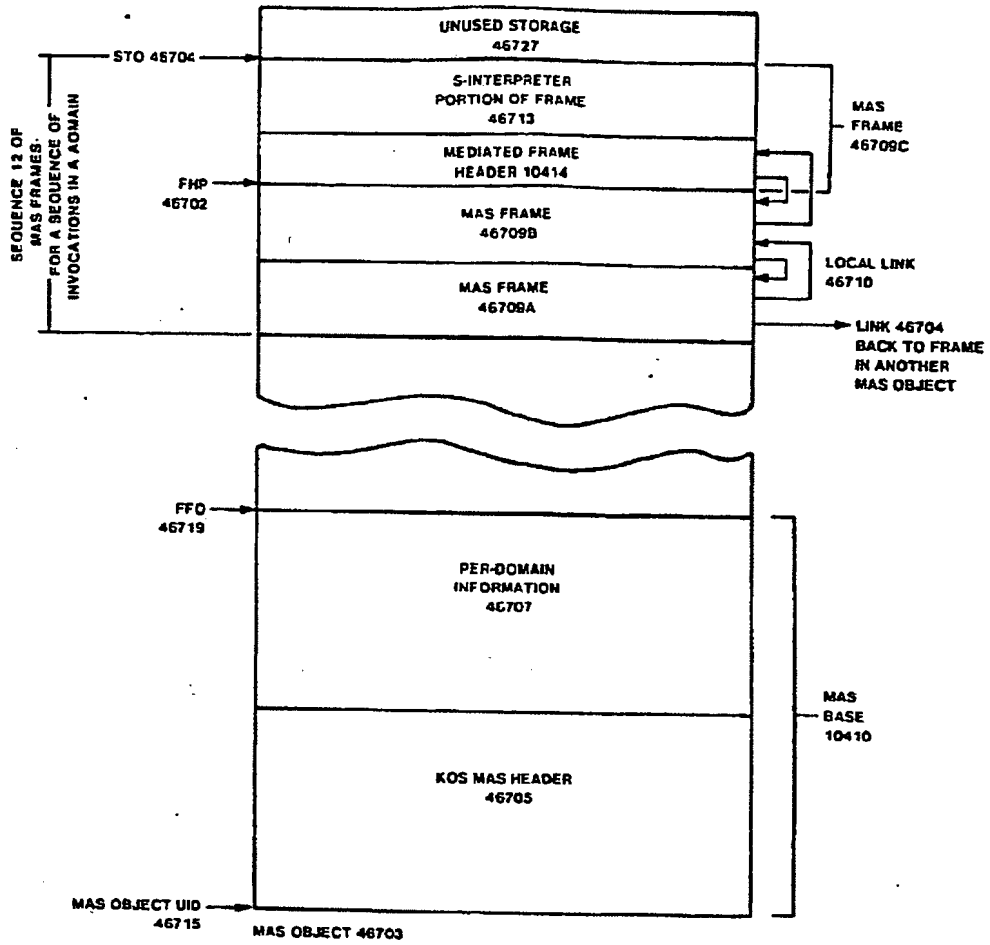 UNUSED STORAGE
46727
STO 46704
S-INTERPRETER
PORTION OF FRAME
46713
MAS
FRAME
46709C
SEQUENCE 12 OF
MAS FRAMES.
FOR A SEQUENCE OF
INVOCATIONS IN A AOMAIN
MEDIATED FRAME
HEADER 10414
FHP
46702
MAS FRAME
46709B
LOCAL LINK
46710
MAS FRAME
46709A
LINK 46704
BACK TO FRAME
IN ANOTHER
MAS OBJECT
FFO
46719
PER-DOMAIN
INFORMATION
46707
MAS
BASE
10410
KOS MAS HEADER
46705
MAS OBJECT UID
46715
MAS OBJECT 46703